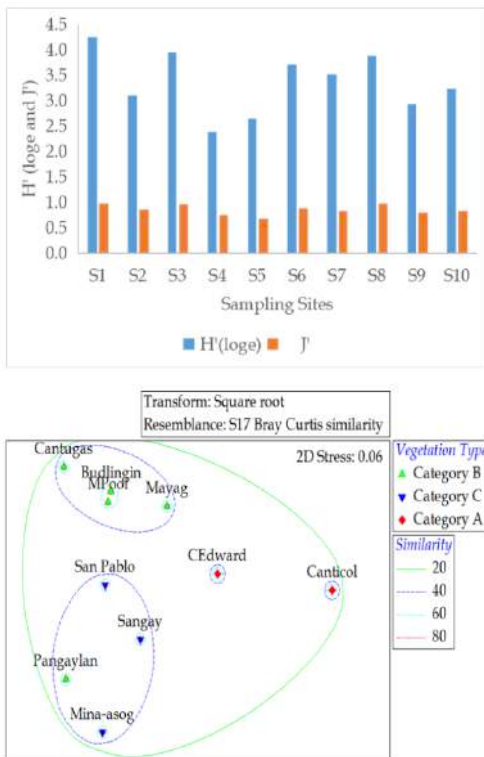 4.5
4.0
3.5
3.0
2.5
2.0
1.5
1.0
0.5
0.0
H' (loge and J')
S1 S2 S3 S4 S5 S6 S7 S8 S9 S10
Sampling Sites
H'(loge) J'
Transform: Square root
Resemblance: S17 Bray Curtis similarity
2D Stress: 0.06
Cantugas
Budlingin
MPoor
Mayag
San Pablo
CEdward
Canticol
Sangay
Pangaylan
Mina-asog
Vegetation Type
Category B
Category C
Category A
Similarity
20
40
60
80